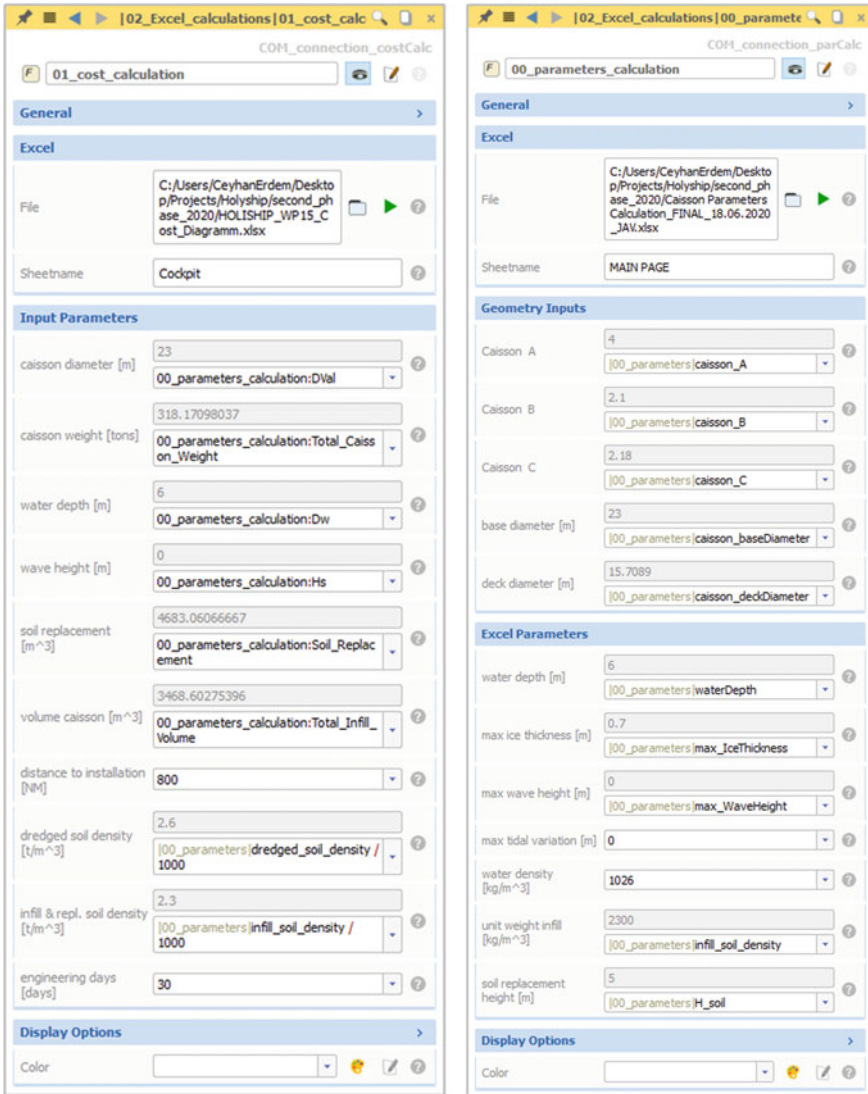 |02_Excel_calculations|01_cost_calc
COM_connection_costCalc
F 01_cost_calculation
General
Excel
File
C:/Users/CeyhanErdem/Deskto
p/Projects/Holyship/second_ph
ase_2020/HOLISHIP_WP15_C
ost_Diagramm.xlsx
Sheetname
Cockpit
Input Parameters
caisson diameter [m]
23
00_parameters_calculation:DVal
caisson weight [tons]
318.17098037
00_parameters_calculation:Total_Caiss
on_Weight
water depth [m]
6
00_parameters_calculation:Dw
wave height [m]
0
00_parameters_calculation:Hs
soil replacement
[m^3]
4683.06066667
00_parameters_calculation:Soil_Replac
ement
volume caisson [m^3]
3468.60275396
00_parameters_calculation:Total_Infill_
Volume
distance to installation
[NM]
800
dredged soil density
[t/m^3]
2.6
|00_parameters|dredged_soil_density /
1000
infill & repl. soil density
[t/m^3]
2.3
|00_parameters|infill_soil_density /
1000
engineering days
[days]
30
Display Options
Color
|02_Excel_calculations|00_paramete
COM_connection_parCalc
F 00_parameters_calculation
General
Excel
File
C:/Users/CeyhanErdem/Deskto
p/Projects/Holyship/second_ph
ase_2020/Caisson Parameters
Calculation_FINAL_18.06.2020
_JAV.xlsx
Sheetname
MAIN PAGE
Geometry Inputs
Caisson A
4
|00_parameters|caisson_A
Caisson B
2.1
|00_parameters|caisson_B
Caisson C
2.18
|00_parameters|caisson_C
base diameter [m]
23
|00_parameters|caisson_baseDiameter
deck diameter [m]
15.7089
|00_parameters|caisson_deckDiameter
Excel Parameters
water depth [m]
6
|00_parameters|waterDepth
max ice thickness [m]
0.7
|00_parameters|max_IceThickness
max wave height [m]
0
|00_parameters|max_WaveHeight
max tidal variation [m]
0
water density
[kg/m^3]
1026
unit weight infill
[kg/m^3]
2300
|00_parameters|infill_soil_density
soil replacement
height [m]
5
|00_parameters|H_soil
Display Options
Color